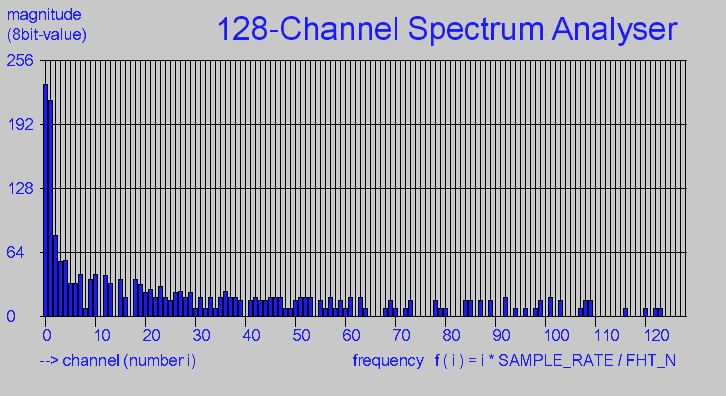 magnitude
(8bit-value)
128-Channel Spectrum Analyser
256
192
128
64
0
0 10 20 30 40 50 60 70 80 90 100 110 120
--> channel (number i)
frequency f ( i ) = i * SAMPLE_RATE / FHT_N